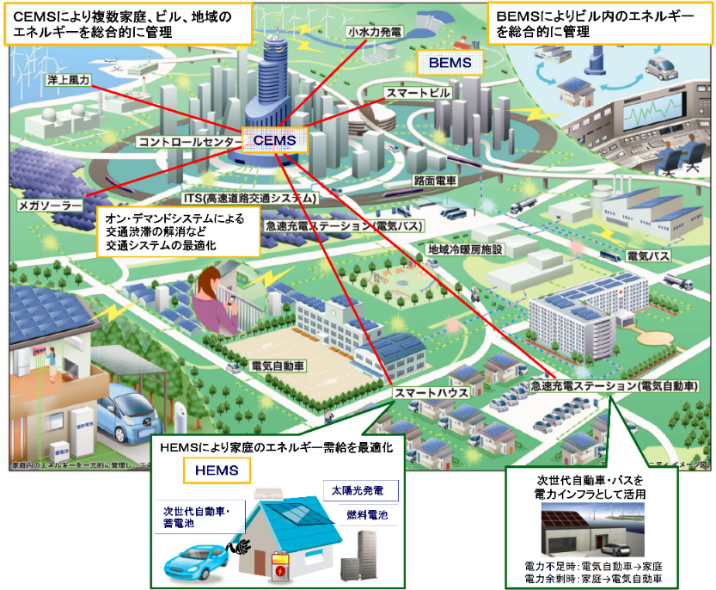 CEMSにより複数家庭、ビル、地域の
エネルギーを総合的に管理
BEMSによりビル内のエネルギー
を総合的に管理
小水力発電
BEMS
洋上風力
スマートビル
コントロールセンター
CEMS
メガソーラー
ITS(高速道路交通システム)
路面電車
オン・デマンドシステムによる
交通渋滞の解消など
交通システムの最適化
急速充電ステーション(電気バス)
地域冷暖房施設
電気バス
電気自動車
スマートハウス
急速充電ステーション(電気自動車)
HEMSにより家庭のエネルギー需給を最適化
HEMS
次世代自動車・
蓄電池
太陽光発電
燃料電池
次世代自動車・バスを
電力インフラとして活用
電力不足時:電気自動車→家庭
電力余剰時:家庭→電気自動車